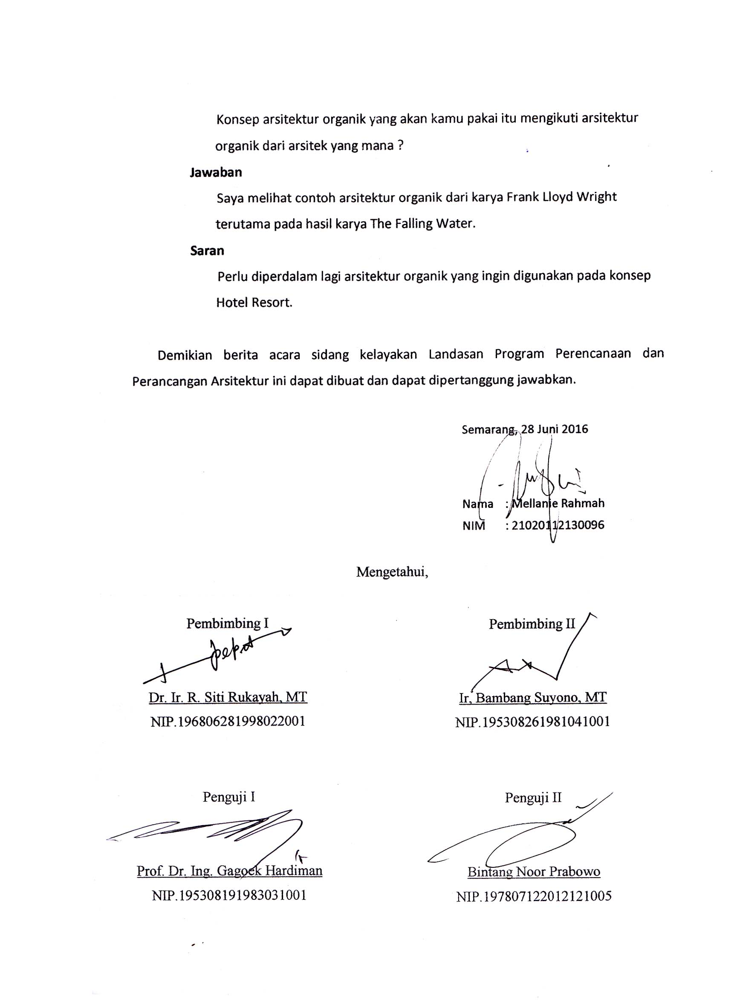 Konsep arsitektur organik yang akan kamu pakai itu mengikuti arsitektur
organik dari arsitek yang mana ?
Jawaban
Saya melihat contoh arsitektur organik dari karya Frank Lloyd Wright
terutama pada hasil karya The Falling Water.
Saran
Perlu diperdalam lagi arsitektur organik yang ingin digunakan pada konsep
Hotel Resort.
Demikian berita acara sidang kelayakan Landasan Program Perencanaan dan
Perancangan Arsitektur ini dapat dibuat dan dapat dipertanggung jawabkan.
Semarang, 28 Juni 2016
Nama : Mellanie Rahmah
NIM : 21020112130096
Mengetahui,
Pembimbing I Pembimbing II
Dr. Ir. R. Siti Rukayah, MT Ir, Bambang Suyono, MT
NIP.196806281998022001 NIP.195308261981041001
Penguji I Penguji II
Prof. Dr. Ing. Gagoek Hardiman Bintang Noor Prabowo
NIP.195308191983031001 NIP.197807122012121005